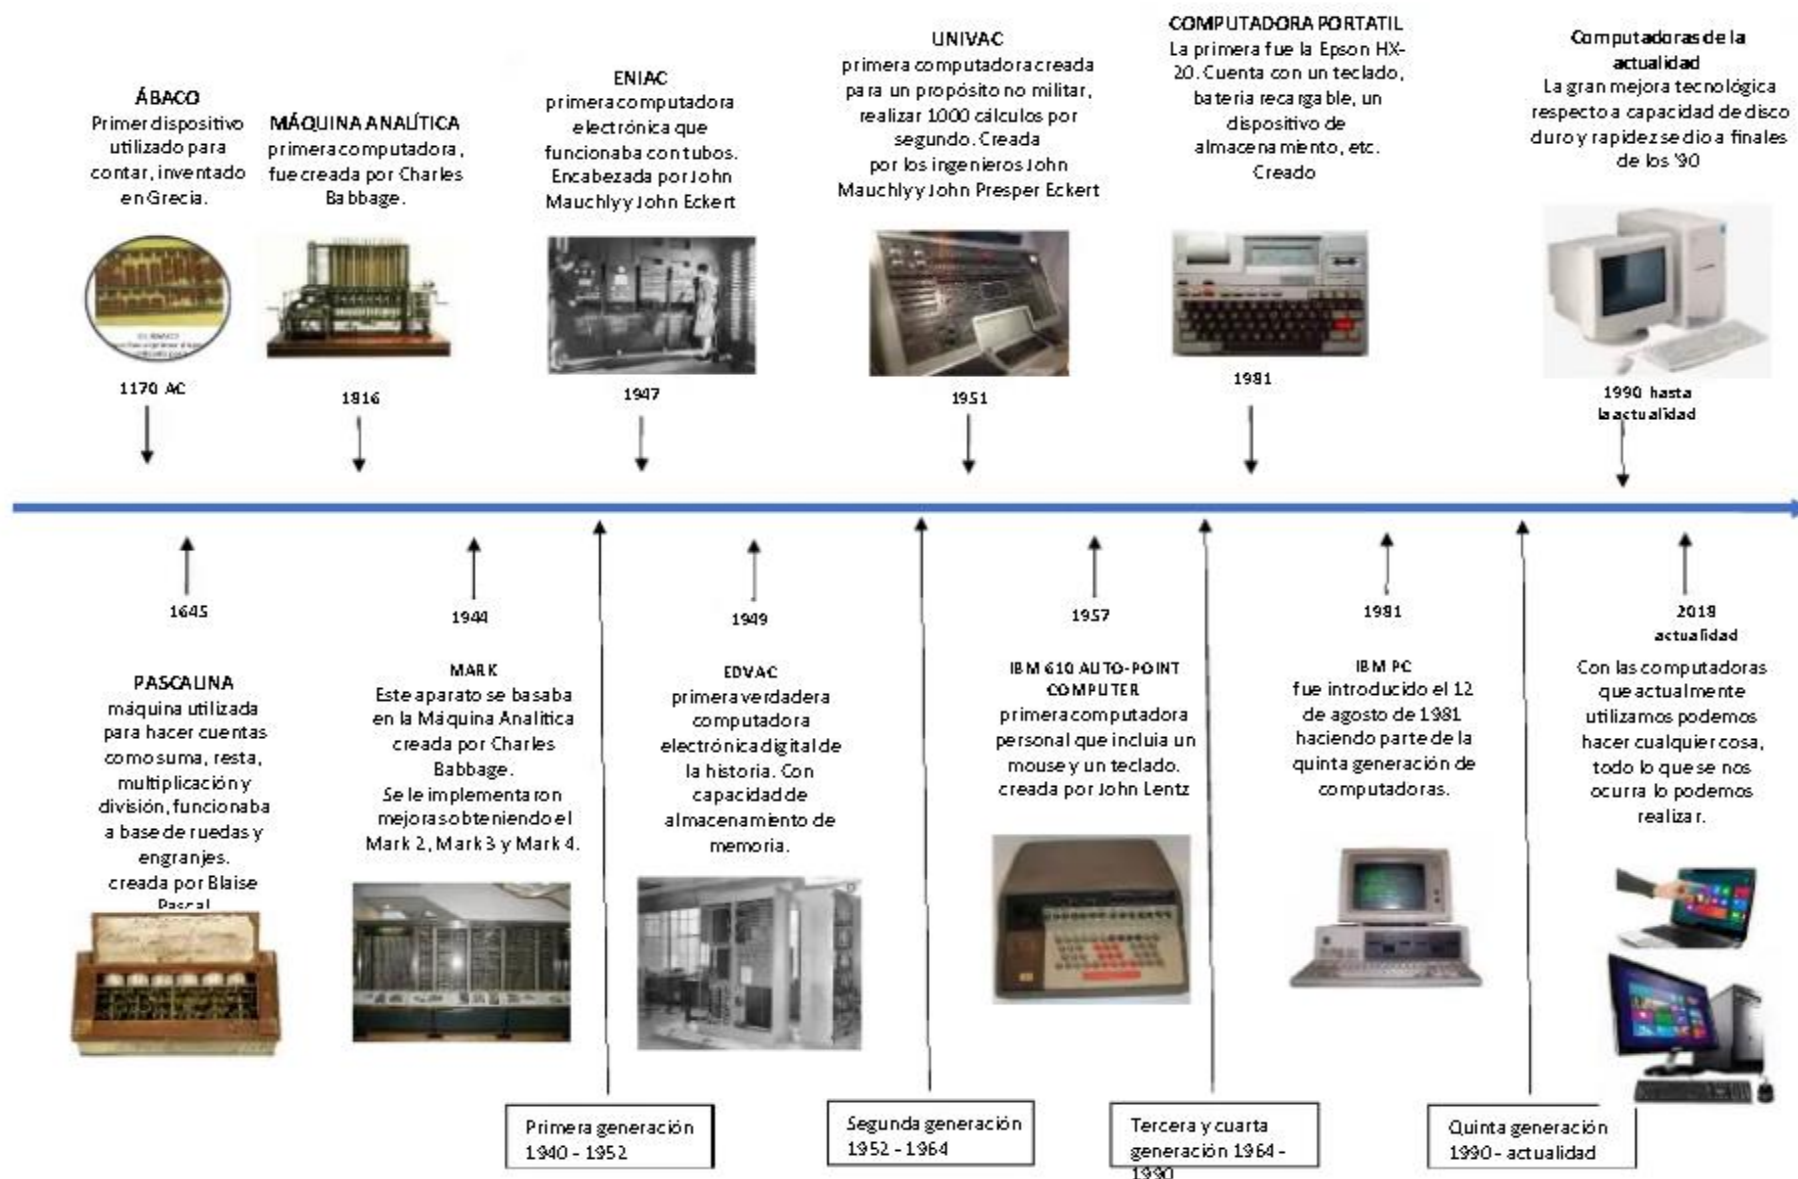 ÁBACO
Primer dispositivo
utilizado para
contar, inventado
en Grecia.
1170 AC
MÁQUINA ANALÍTICA
primera computadora,
fue creada por Charles
Babbage.
1816
ENIAC
primera computadora
electrónica que
funcionaba con tubos.
Encabezada por John
Mauchly y John Eckert
1947
UNIVAC
primera computadora creada
para un propósito no militar,
realizar 1000 cálculos por
segundo. Creada
por los ingenieros John
Mauchly y John Presper Eckert
1951
COMPUTADORA PORTATIL
La primera fue la Epson HX-
20. Cuenta con un teclado,
bateria recargable, un
dispositivo de
almacenamiento, etc.
Creado
1981
Computadoras de la
actualidad
La gran mejora tecnológica
respecto a capacidad de disco
duro y rapidez se dio a finales
de los '90
1990 hasta
la actualidad
1645
PASCALINA
máquina utilizada
para hacer cuentas
como suma, resta,
multiplicación y
división, funcionaba
a base de ruedas y
engranjes.
creada por Blaise
Pascal
1944
MARK
Este aparato se basaba
en la Máquina Analitica
creada por Charles
Babbage.
Se le implementaron
mejoras obteniendo el
Mark 2, Mark 3 y Mark 4.
1949
EDVAC
primera verdadera
computadora
electrónica digital de
la historia. Con
capacidad de
almacenamiento de
memoria.
1957
IBM 610 AUTO-POINT
COMPUTER
primera computadora
personal que incluia un
mouse y un teclado.
creada por John Lentz
1981
IBM PC
fue introducido el 12
de agosto de 1981
haciendo parte de la
quinta generación de
computadoras.
2018
actualidad
Con las computadoras
que actualmente
utilizamos podemos
hacer cualquier cosa,
todo lo que se nos
ocurra lo podemos
realizar.
Primera generación
1940 - 1952
Segunda generación
1952 - 1964
Tercera y cuarta
generación 1964 -
1990
Quinta generación
1990 - actualidad